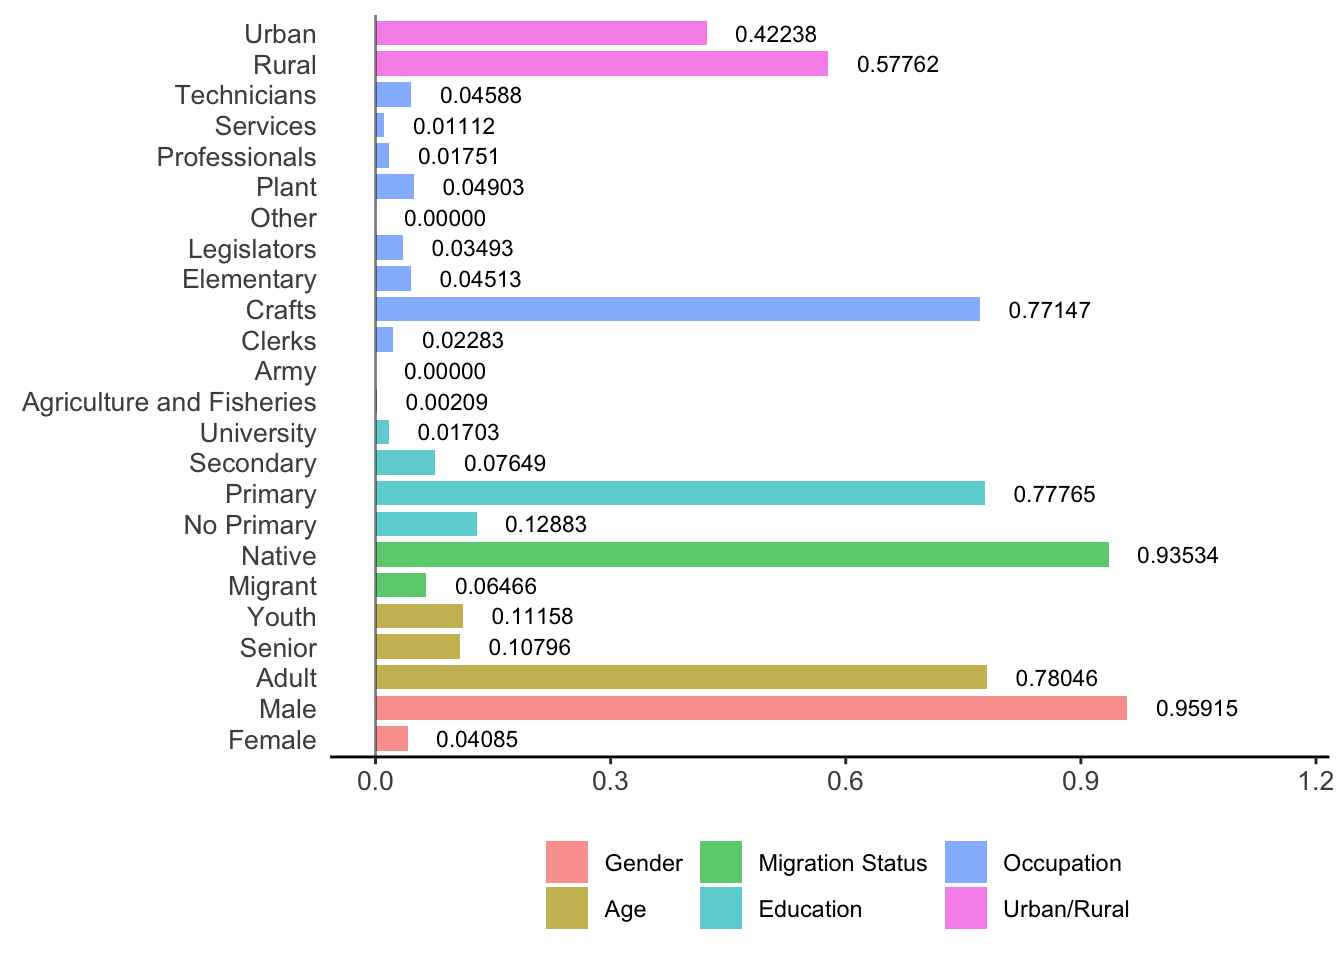 Urban 0.42238
Rural 0.57762
Technicians 0.04588
Services 0.01112
Professionals 0.01751
Plant 0.04903
Other 0.00000
Legislators 0.03493
Elementary 0.04513
Crafts 0.77147
Clerks 0.02283
Army 0.00000
Agriculture and Fisheries 0.00209
University 0.01703
Secondary 0.07649
Primary 0.77765
No Primary 0.12883
Native 0.93534
Migrant 0.06466
Youth 0.11158
Senior 0.10796
Adult 0.78046
Male 0.95915
Female 0.04085
0.0 0.3 0.6 0.9 1.2
Gender Migration Status Occupation
Age Education Urban/Rural